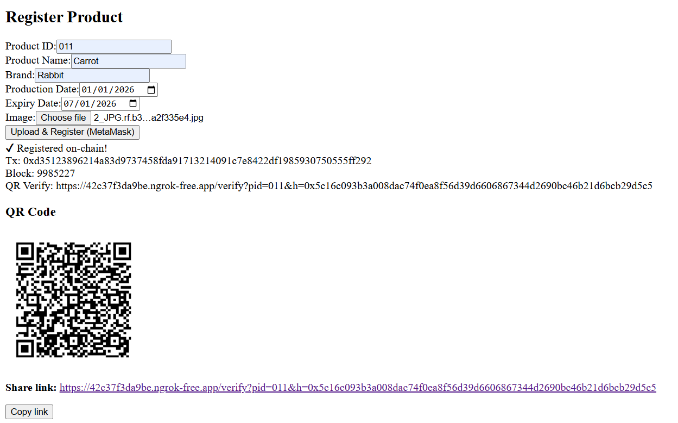 Register Product
Product ID: 011
Product Name: Carrot
Brand: Rabbit
Production Date: 01/01/2026
Expiry Date: 07/01/2026
Image: Choose file 2_JPG.rf.b3…a2f335e4.jpg
Upload & Register (MetaMask)
✓ Registered on-chain!
Tx: 0xd35123896214a83d9737458fda91713214091c7e8422df1985930750555ff292
Block: 9985227
QR Verify: https://42c37f3da9be.ngrok-free.app/verify?pid=011&h=0x5c16c093b3a008dac74f0ea8f56d39d6606867344d2690bc46b21d6bcb29d5c5
QR Code
Share link: https://42c37f3da9be.ngrok-free.app/verify?pid=011&h=0x5c16c093b3a008dac74f0ea8f56d39d6606867344d2690bc46b21d6bcb29d5c5
Copy link